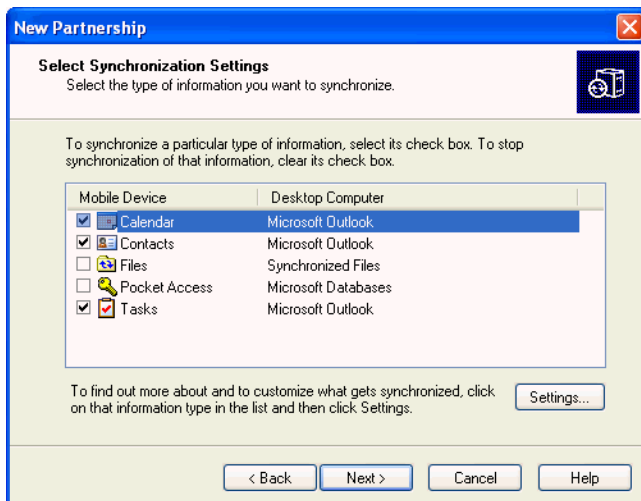 New Partnership
Select Synchronization Settings
Select the type of information you want to synchronize.
To synchronize a particular type of information, select its check box. To stop
synchronization of that information, clear its check box.
Mobile Device Desktop Computer
Calendar Microsoft Outlook
Contacts Microsoft Outlook
Files Synchronized Files
Pocket Access Microsoft Databases
Tasks Microsoft Outlook
To find out more about and to customize what gets synchronized, click
on that information type in the list and then click Settings.
Settings...
< Back Next > Cancel Help